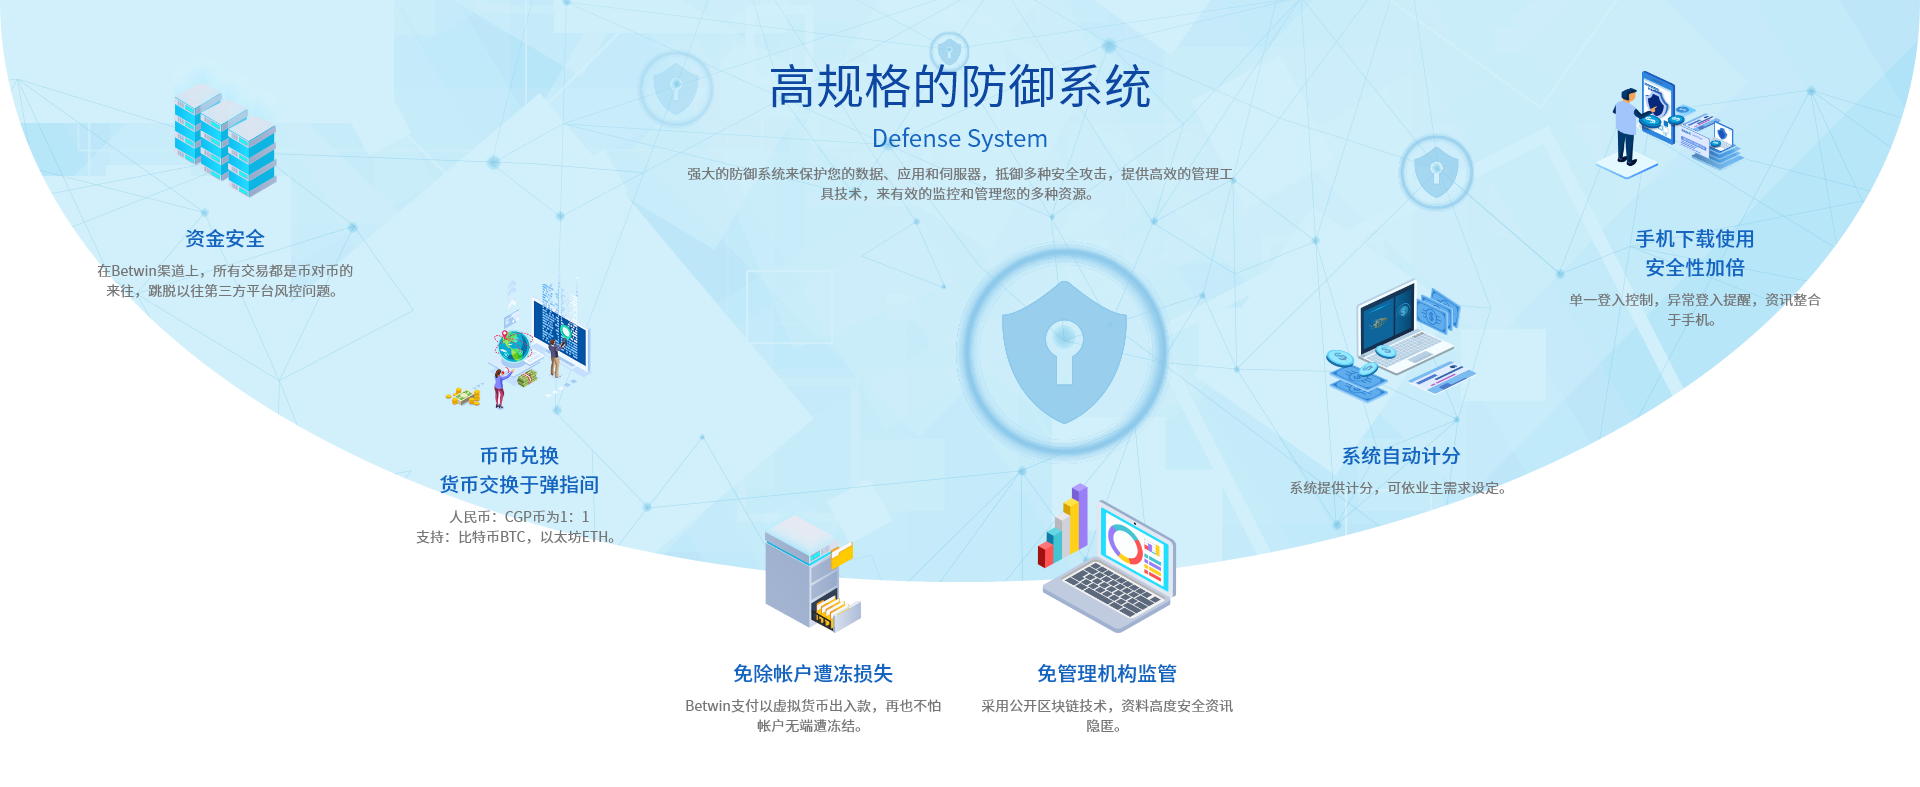 高规格的防御系统
Defense System
强大的防御系统来保护您的数据、应用和伺服器，抵御多种安全攻击，提供高效的管理工
具技术，来有效的监控和管理您的多种资源。
资金安全
在Betwin渠道上，所有交易都是币对币的
来往，跳脱以往第三方平台风控问题。
币币兑换
货币交换于弹指间
人民币：CGP币为1：1
支持：比特币BTC，以太坊ETH。
免除帐户遭冻损失
Betwin支付以虚拟货币出入款，再也不怕
帐户无端遭冻结。
免管理机构监管
采用公开区块链技术，资料高度安全资讯
隐匿。
系统自动计分
系统提供计分，可依业主需求设定。
手机下载使用
安全性加倍
单一登入控制，异常登入提醒，资讯整合
于手机。